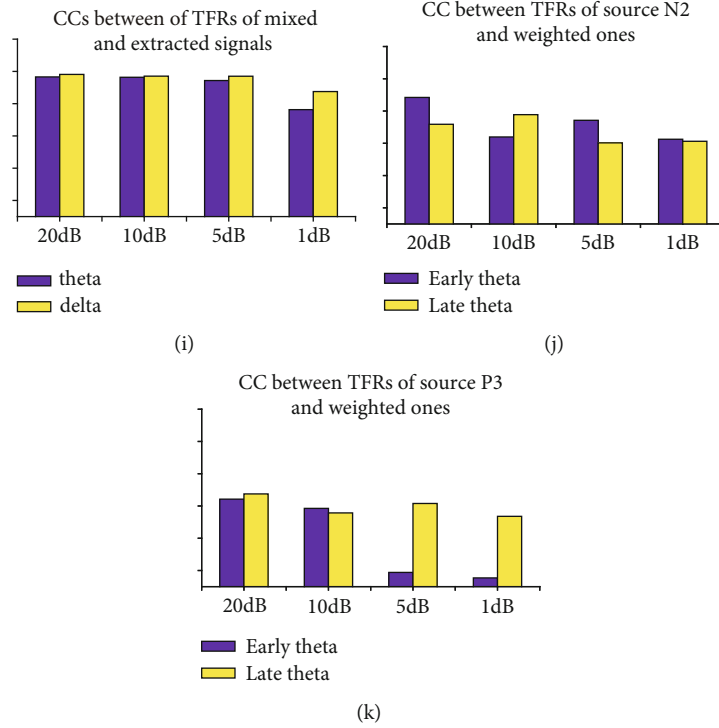 CCs between of TFRs of mixed
and extracted signals
20dB 10dB 5dB 1dB
theta
delta
(i)
CC between TFRs of source N2
and weighted ones
20dB 10dB 5dB 1dB
Early theta
Late theta
(j)
CC between TFRs of source P3
and weighted ones
20dB 10dB 5dB 1dB
Early theta
Late theta
(k)